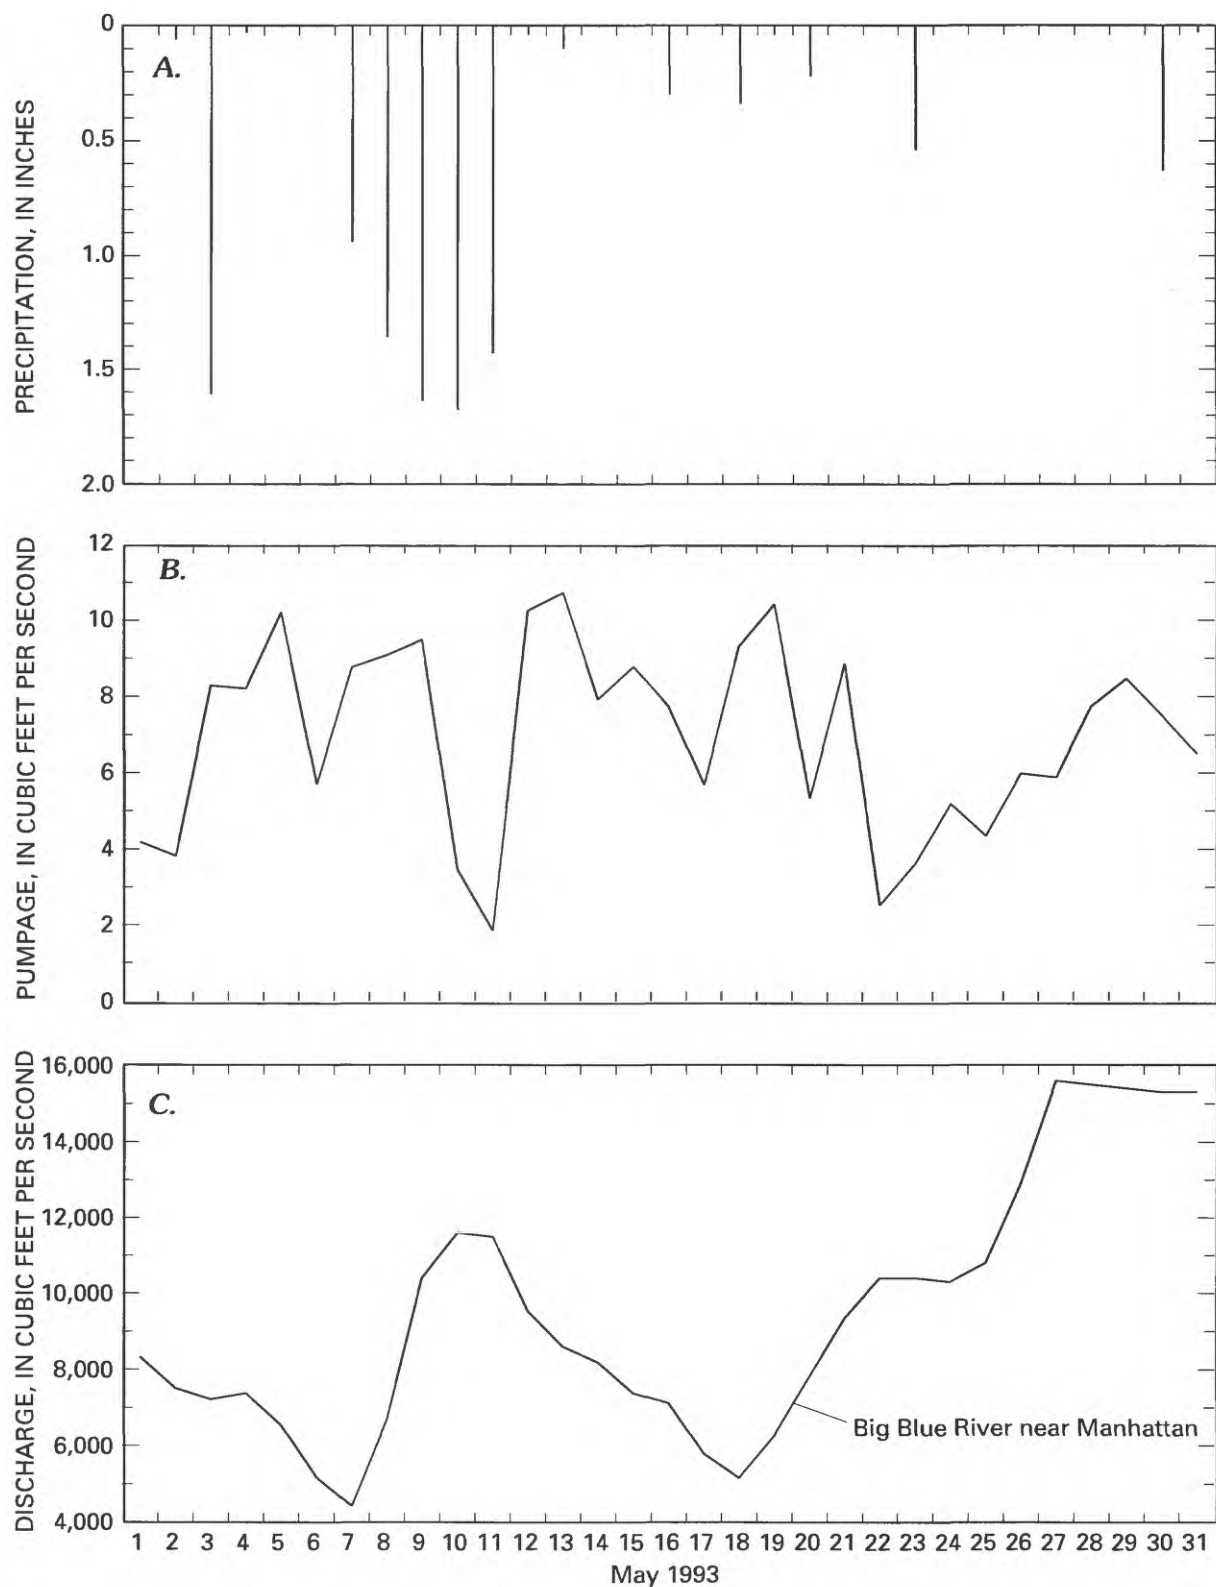 A.
PRECIPITATION, IN INCHES
0
0.5
1.0
1.5
2.0
B.
PUMPAGE, IN CUBIC FEET PER SECOND
12
10
8
6
4
2
0
C.
DISCHARGE, IN CUBIC FEET PER SECOND
16,000
14,000
12,000
10,000
8,000
6,000
4,000
Big Blue River near Manhattan
1 2 3 4 5 6 7 8 9 10 11 12 13 14 15 16 17 18 19 20 21 22 23 24 25 26 27 28 29 30 31
May 1993